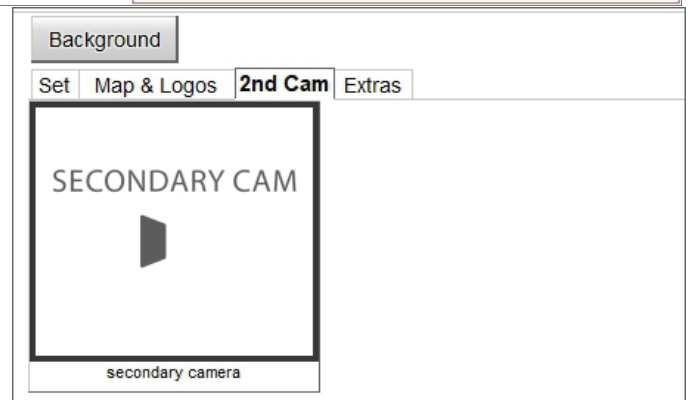 Background
Set Map & Logos 2nd Cam Extras
SECONDARY CAM
secondary camera